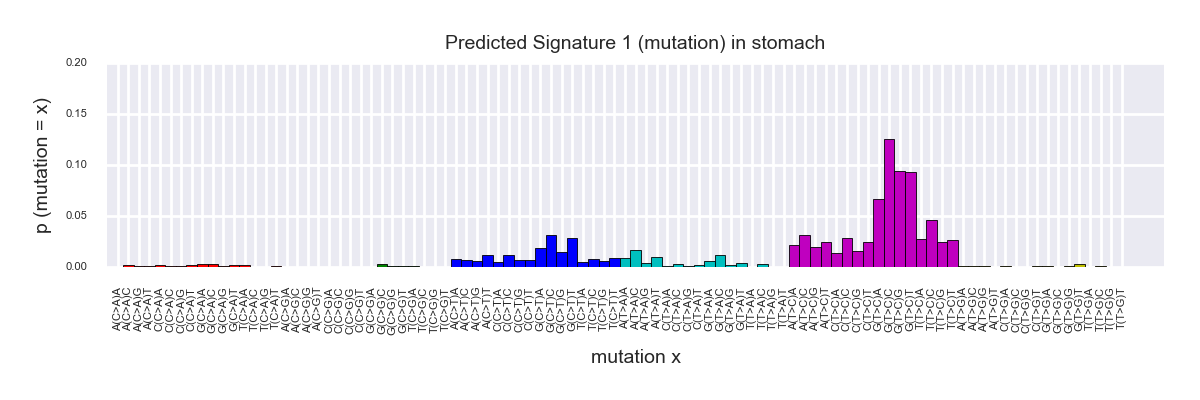 Predicted Signature 1 (mutation) in stomach
p (mutation = x)
0.20
0.15
0.10
0.05
0.00
A(C>A)A
A(C>A)C
A(C>A)G
A(C>A)T
C(C>A)A
C(C>A)C
C(C>A)G
C(C>A)T
G(C>A)A
G(C>A)C
G(C>A)G
G(C>A)T
T(C>A)A
T(C>A)C
T(C>A)G
T(C>A)T
A(C>G)A
A(C>G)C
A(C>G)G
A(C>G)T
C(C>G)A
C(C>G)C
C(C>G)G
C(C>G)T
G(C>G)A
G(C>G)C
G(C>G)G
G(C>G)T
T(C>G)A
T(C>G)C
T(C>G)G
T(C>G)T
A(C>T)A
A(C>T)C
A(C>T)G
A(C>T)T
C(C>T)A
C(C>T)C
C(C>T)G
C(C>T)T
G(C>T)A
G(C>T)C
G(C>T)G
G(C>T)T
T(C>T)A
T(C>T)C
T(C>T)G
T(C>T)T
A(T>A)A
A(T>A)C
A(T>A)G
A(T>A)T
C(T>A)A
C(T>A)C
C(T>A)G
C(T>A)T
G(T>A)A
G(T>A)C
G(T>A)G
G(T>A)T
T(T>A)A
T(T>A)C
T(T>A)G
T(T>A)T
A(T>C)A
A(T>C)C
A(T>C)G
A(T>C)T
C(T>C)A
C(T>C)C
C(T>C)G
C(T>C)T
G(T>C)A
G(T>C)C
G(T>C)G
G(T>C)T
T(T>C)A
T(T>C)C
T(T>C)G
T(T>C)T
A(T>G)A
A(T>G)C
A(T>G)G
A(T>G)T
C(T>G)A
C(T>G)C
C(T>G)G
C(T>G)T
G(T>G)A
G(T>G)C
G(T>G)G
G(T>G)T
T(T>G)A
T(T>G)C
T(T>G)G
T(T>G)T
mutation x